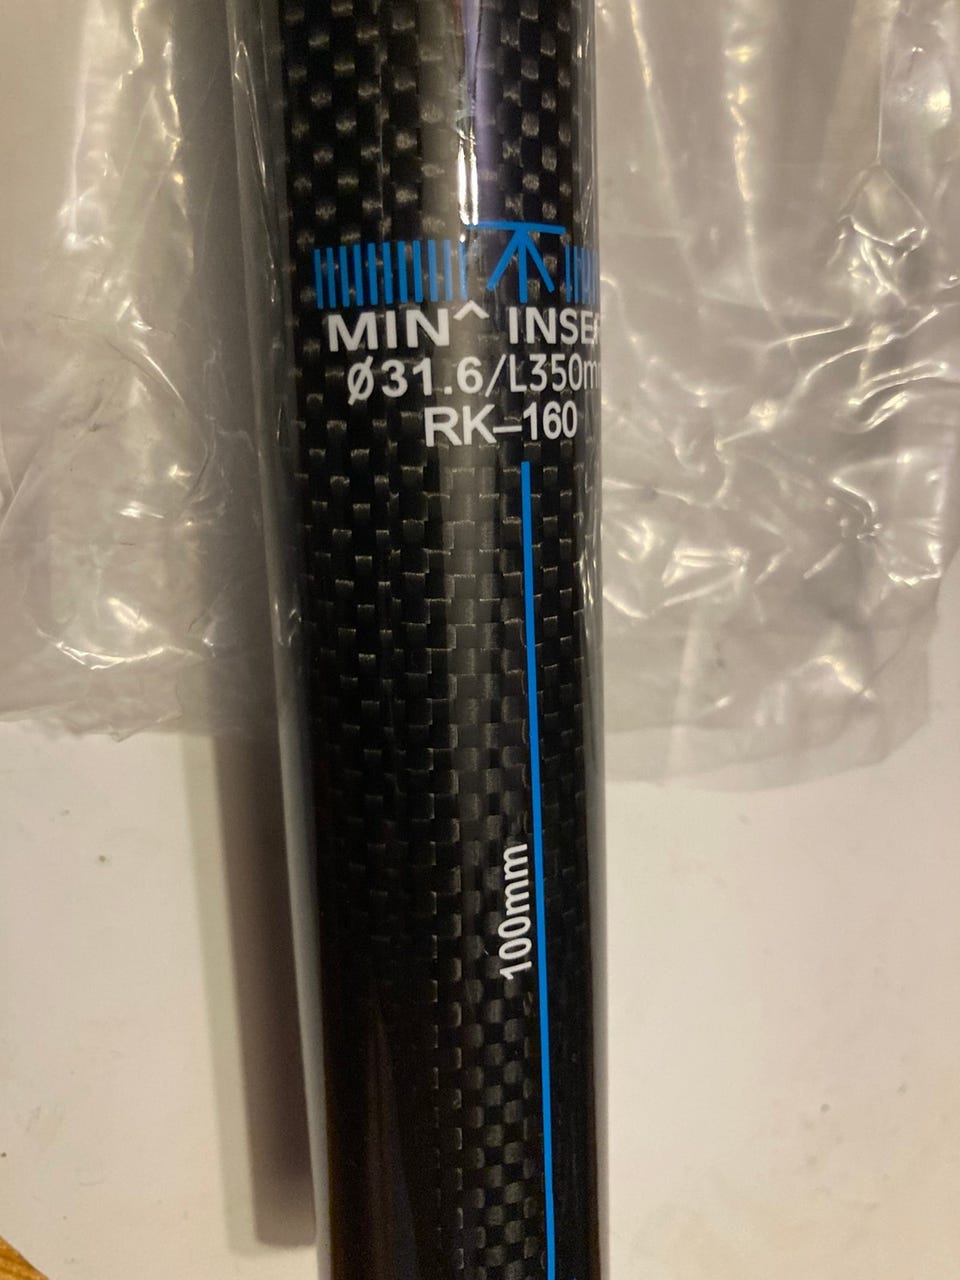 MIN^ INSER
Ø31.6/L350m
RK–160
100mm